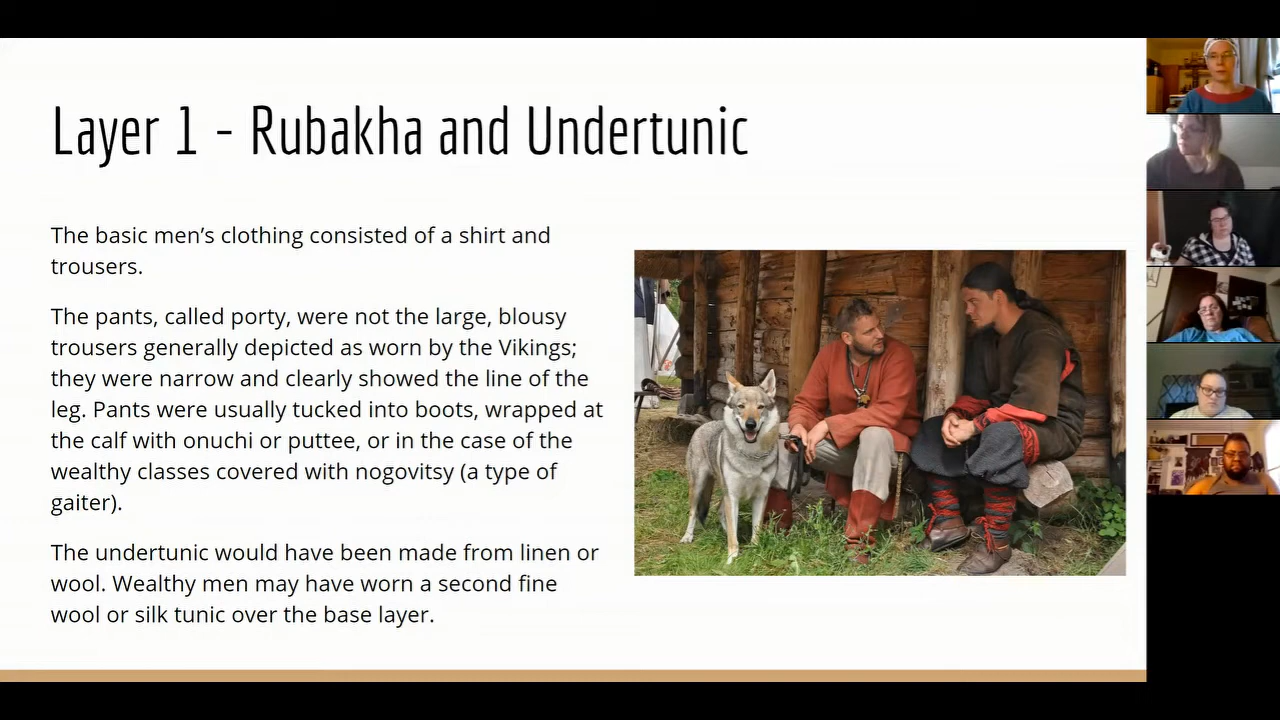 Layer 1 - Rubakha and Undertunic
The basic men’s clothing consisted of a shirt and
trousers.
The pants, called porty, were not the large, blousy
trousers generally depicted as worn by the Vikings;
they were narrow and clearly showed the line of the
leg. Pants were usually tucked into boots, wrapped at
the calf with onuchi or puttee, or in the case of the
wealthy classes covered with nogovitsy (a type of
gaiter).
The undertunic would have been made from linen or
wool. Wealthy men may have worn a second fine
wool or silk tunic over the base layer.